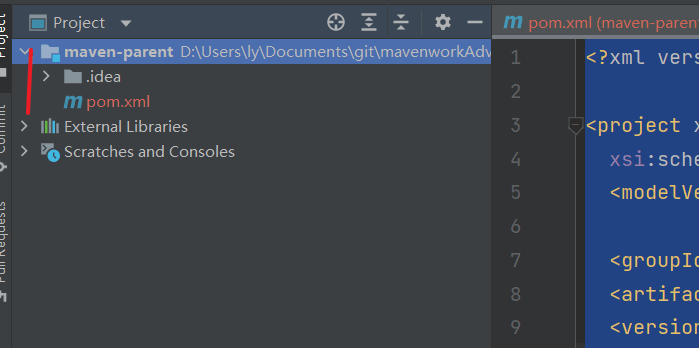 Project
Project
pom.xml (maven-paren
maven-parent D:\Users\ly\Documents\git\mavenworkAdv
.idea
pom.xml
External Libraries
Scratches and Consoles
Commit
Pull Requests
1 <?xml vers
2
3 <project x
4 xsi:sche
5 <modelVe
6
7 <groupId
8 <artifac
9 <version